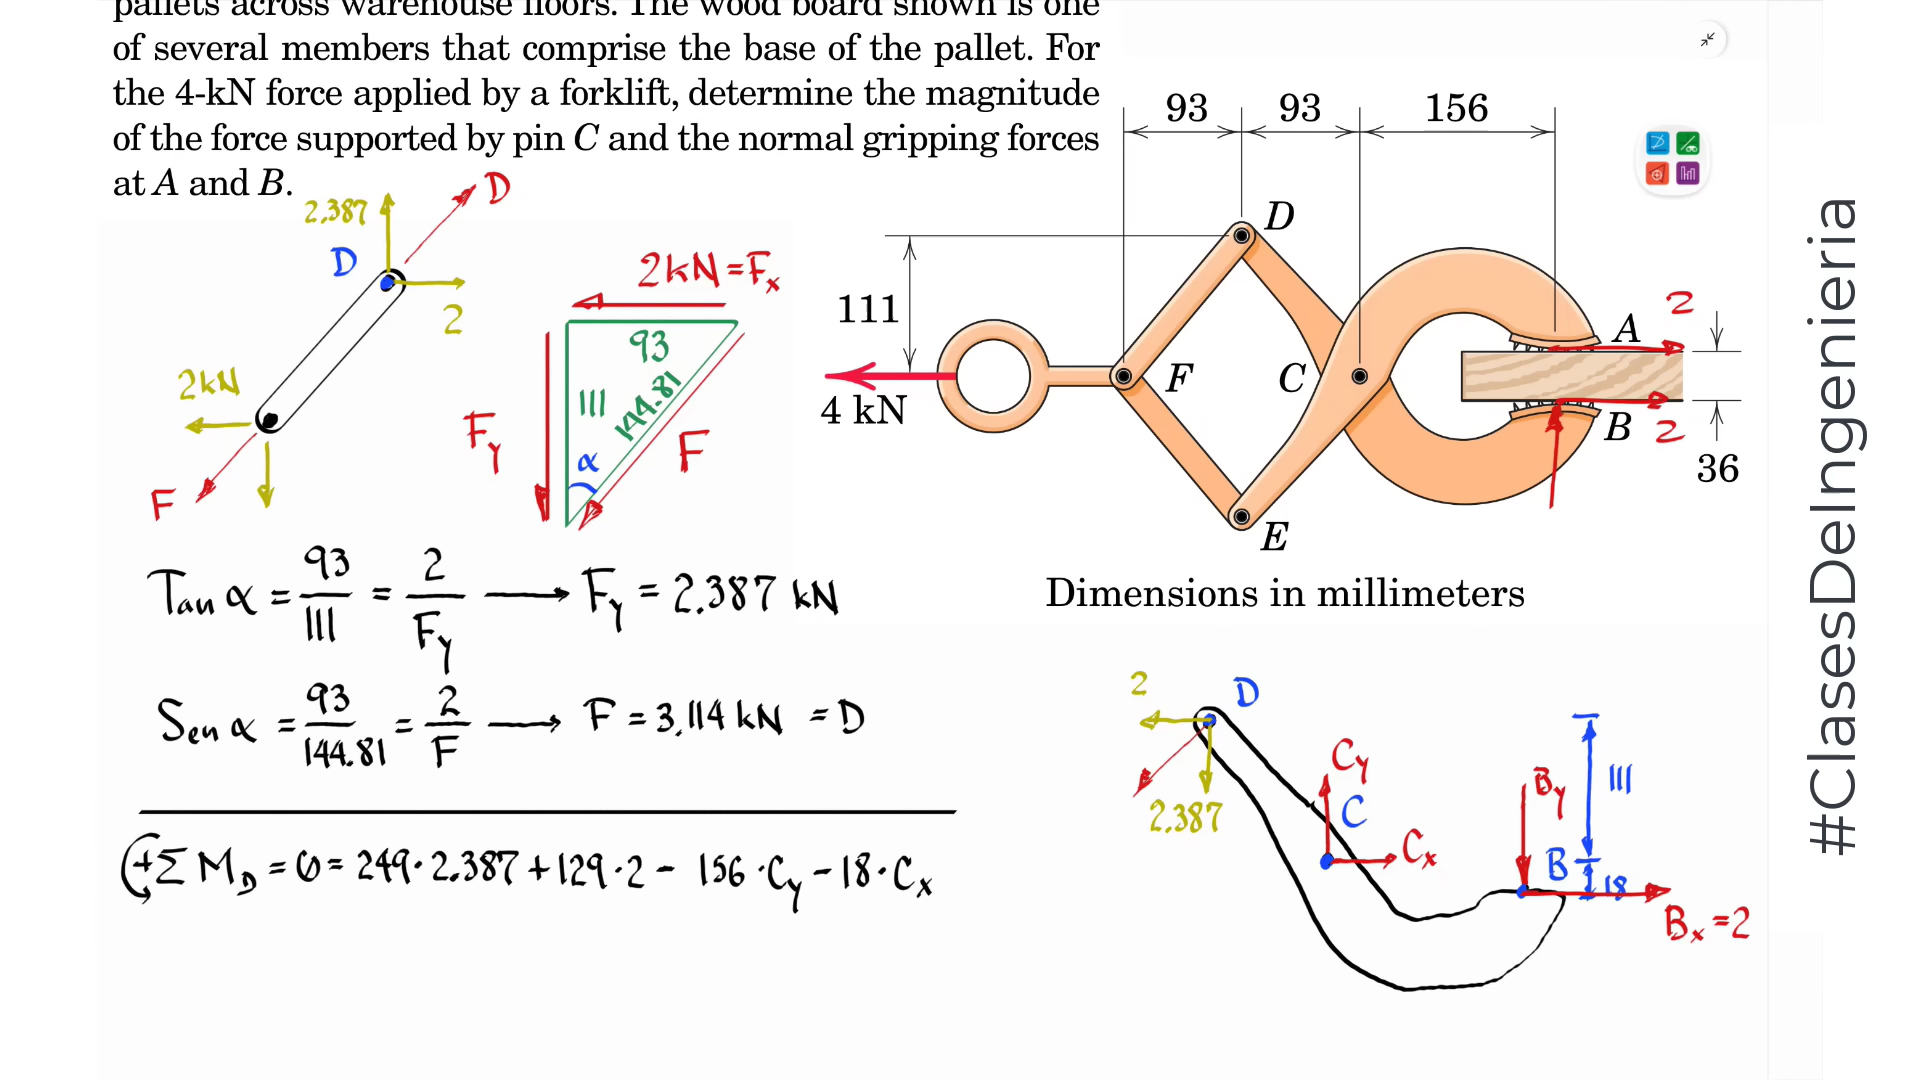 pallets across warehouse floors. The wood board shown is one
of several members that comprise the base of the pallet. For
the 4-kN force applied by a forklift, determine the magnitude
of the force supported by pin C and the normal gripping forces
at A and B.
93 93 156
111
4 kN
D
F
C
E
A
B
36
2
2
Dimensions in millimeters
2.387
D
D
2
2kN
F
2kN=Fx
93
111
144.81
α
Fy
F
Tan α = 93/111 = 2/Fy → Fy = 2.387 kN
Sen α = 93/144.81 = 2/F → F = 3.114 kN = D
+ΣMD = 0 = 249·2.387 + 129·2 - 156·Cy - 18·Cx
2
D
2.387
Cy
C
Cx
By
B
111
18
Bx=2
#ClasesDeIngenieria